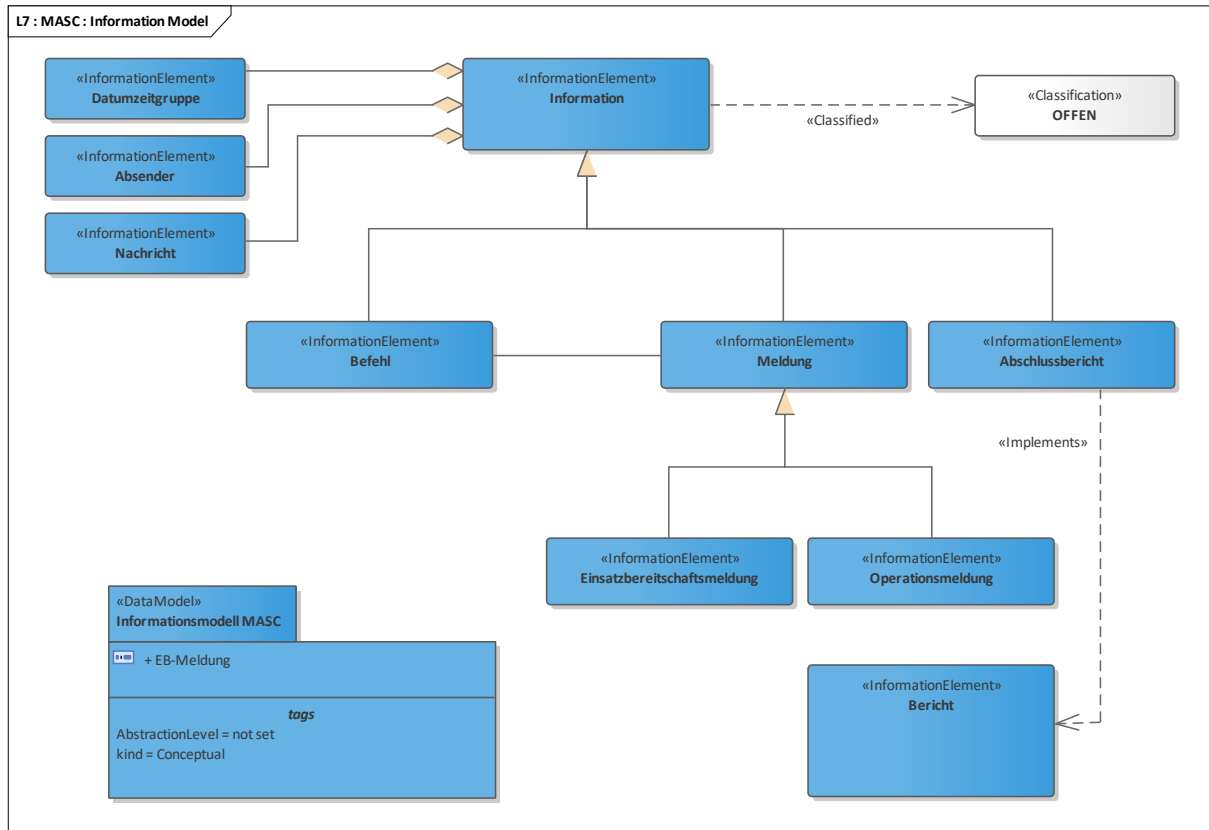 L7 : MASC : Information Model
«InformationElement»
Datumzeitgruppe
«InformationElement»
Information
«Classification»
OFFEN
«Classified»
«InformationElement»
Absender
«InformationElement»
Nachricht
«InformationElement»
Befehl
«InformationElement»
Meldung
«InformationElement»
Abschlussbericht
«Implements»
«InformationElement»
Einsatzbereitschaftsmeldung
«InformationElement»
Operationsmeldung
«DataModel»
Informationsmodell MASC
+ EB-Meldung
tags
AbstractionLevel = not set
kind = Conceptual
«InformationElement»
Bericht